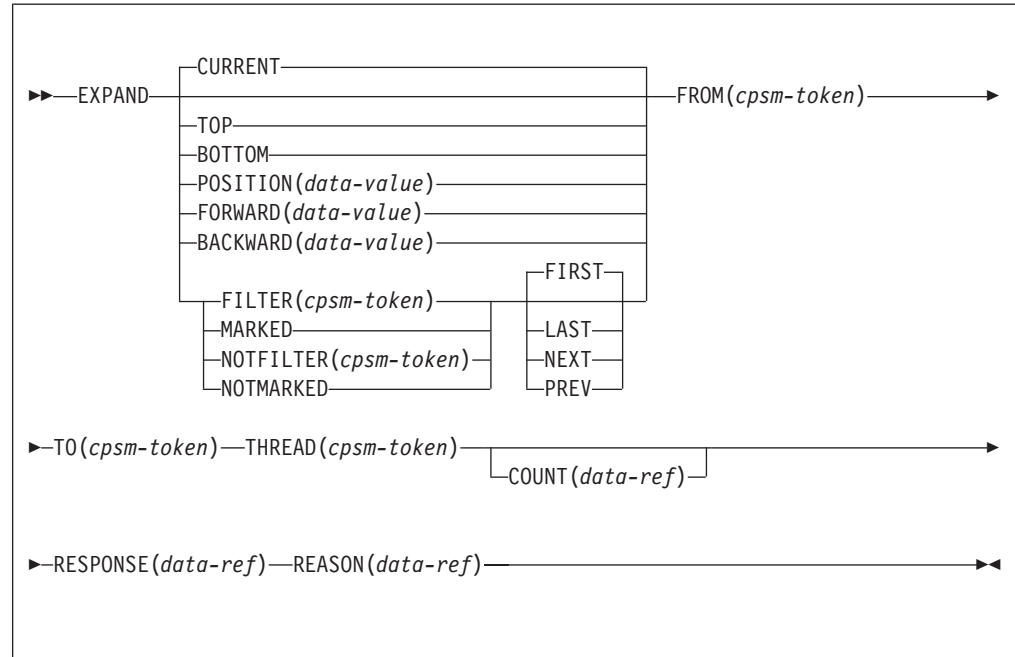 CURRENT
EXPAND FROM(cpsm-token)
TOP
BOTTOM
POSITION(data-value)
FORWARD(data-value)
BACKWARD(data-value)
FIRST
FILTER(cpsm-token)
MARKED LAST
NOTFILTER(cpsm-token) NEXT
NOTMARKED PREV
TO(cpsm-token) THREAD(cpsm-token)
COUNT(data-ref)
RESPONSE(data-ref) REASON(data-ref)